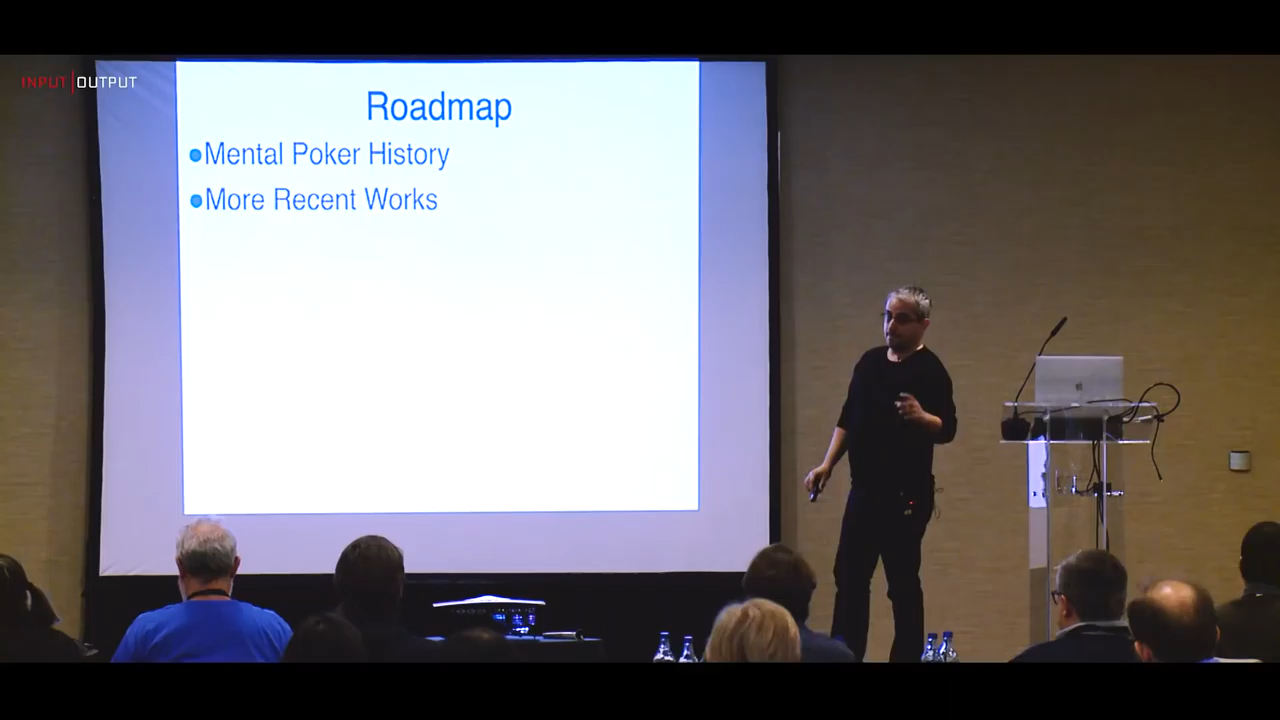 INPUT | OUTPUT
Roadmap
●Mental Poker History
●More Recent Works